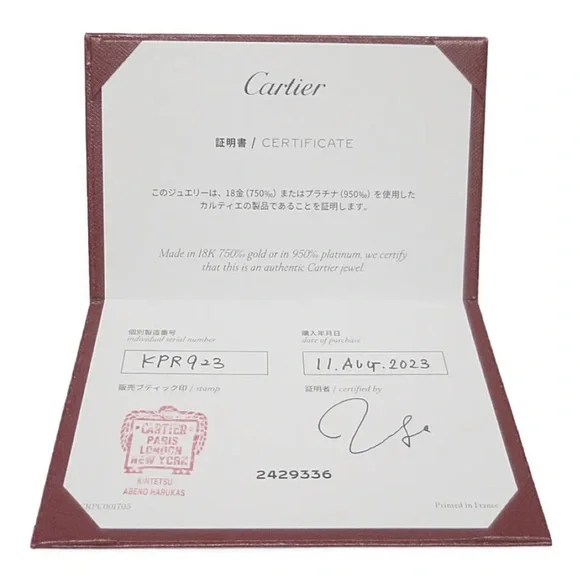 Cartier
証明書 / CERTIFICATE
このジュエリーは、18金(750‰)またはプラチナ(950‰)を使用した
カルティエの製品であることを証明します。
Made in 18K 750‰ gold or in 950‰ platinum, we certify
that this is an authentic Cartier jewel.
個別製造番号
individual serial number
KPR923
購入年月日
date of purchase
11.AUG.2023
販売ブティック印 / stamp
CARTIER
PARIS
LONDON
NEW YORK
KINTETSU
ABENO HARUKAS
証明者 / certified by
2429336
Printed in France